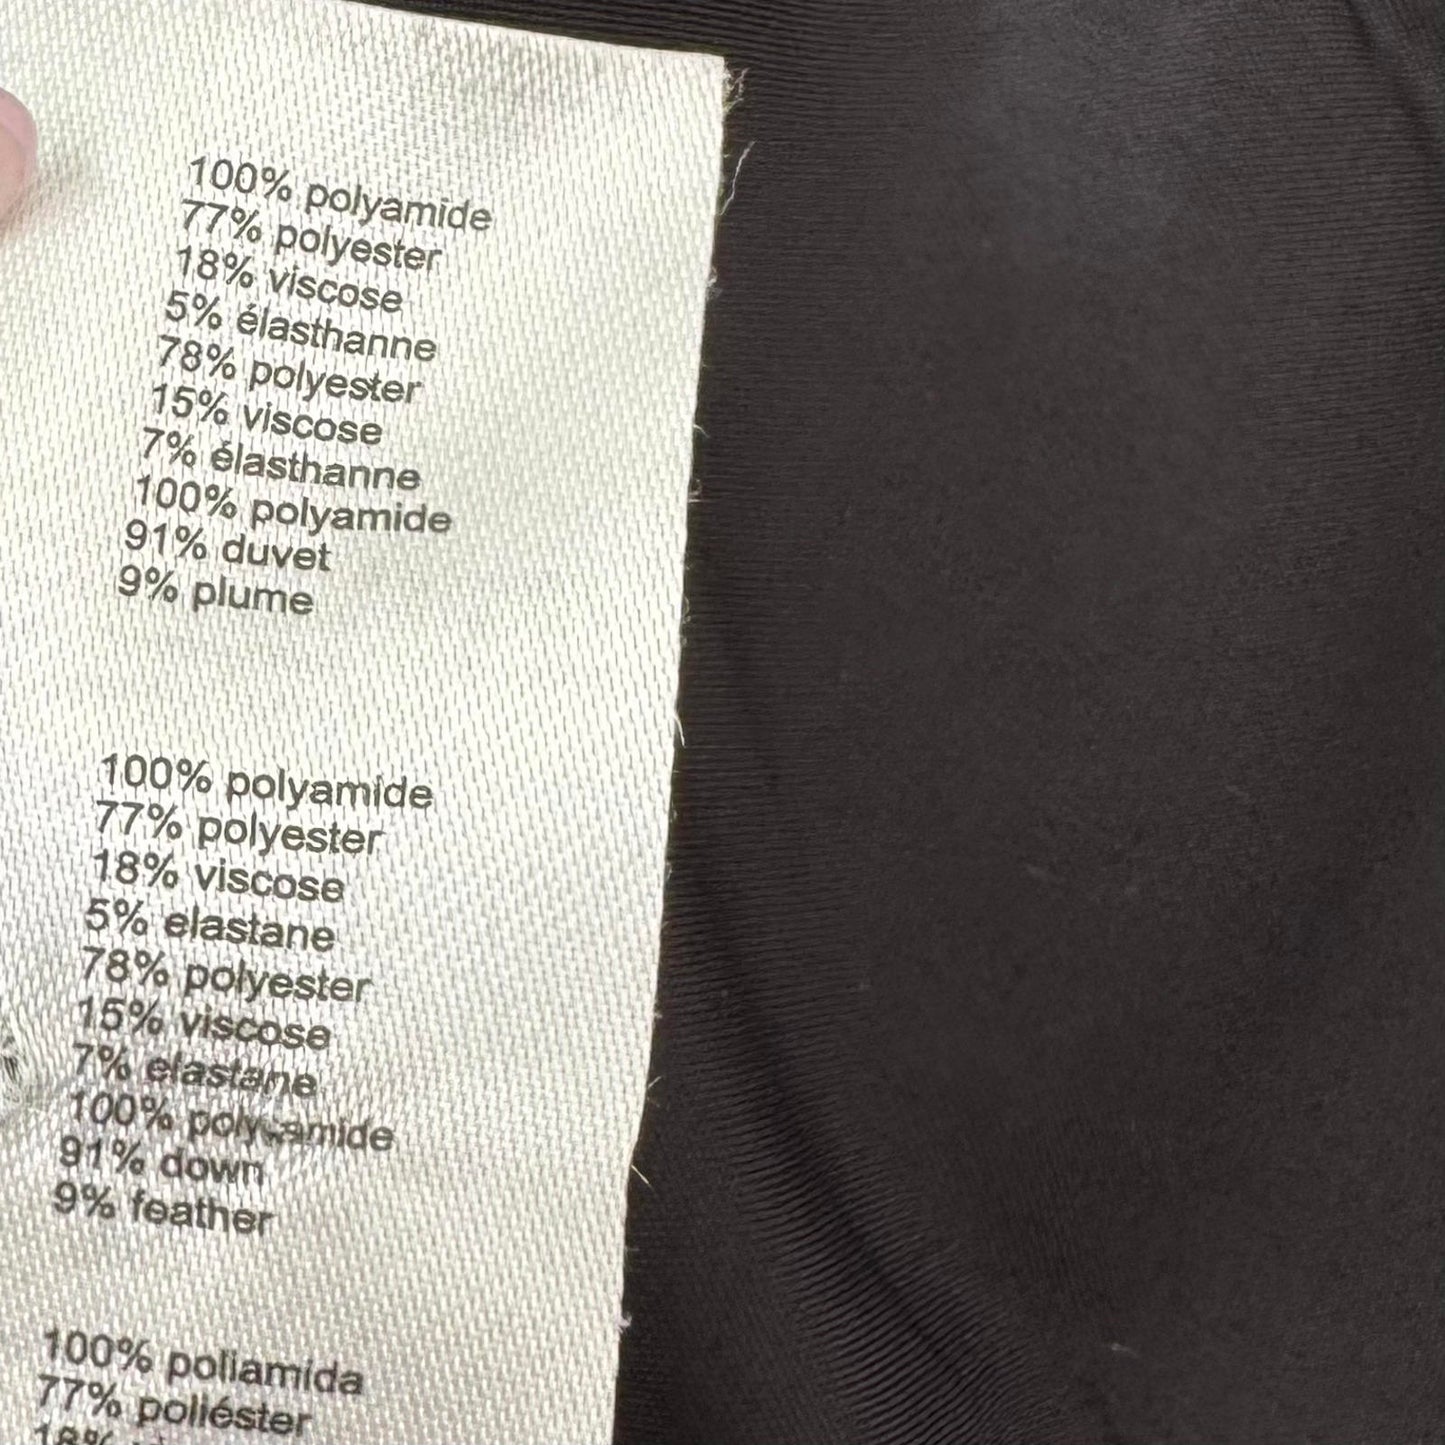 100% polyamide
77% polyester
18% viscose
5% élasthanne
78% polyester
15% viscose
7% élasthanne
100% polyamide
91% duvet
9% plume
100% polyamide
77% polyester
18% viscose
5% elastane
78% polyester
15% viscose
7% elastane
100% polyamide
91% down
9% feather
100% poliamida
77% poliéster
18%